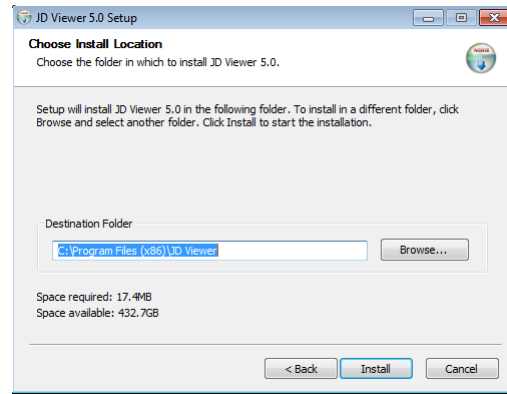 JD Viewer 5.0 Setup
Choose Install Location
Choose the folder in which to install JD Viewer 5.0.
Setup will install JD Viewer 5.0 in the following folder. To install in a different folder, click
Browse and select another folder. Click Install to start the installation.
Destination Folder
C:\Program Files (x86)\JD Viewer
Browse...
Space required: 17.4MB
Space available: 432.7GB
< Back
Install
Cancel